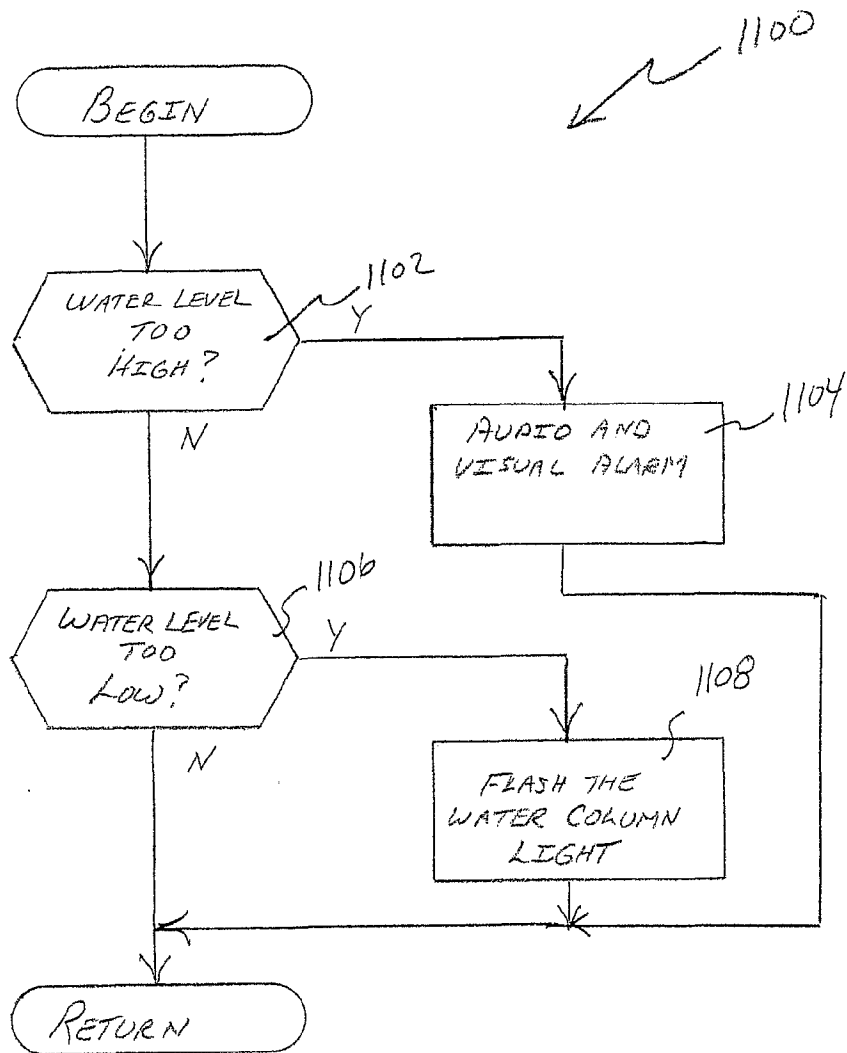 1100
BEGIN
1102
WATER LEVEL
TOO
HIGH?
Y
N
1104
AUDIO AND
VISUAL ALARM
1106
WATER LEVEL
TOO
LOW?
Y
N
1108
FLASH THE
WATER COLUMN
LIGHT
RETURN